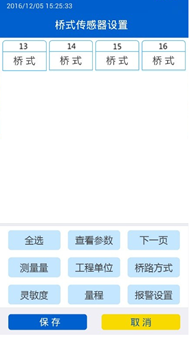 2016/12/05 15:25:33
桥式传感器设置
13 14 15 16
桥 式 桥 式 桥 式 桥 式
全选 查看参数 下一页
测量量 工程单位 桥路方式
灵敏度 量程 报警设置
保 存 取 消